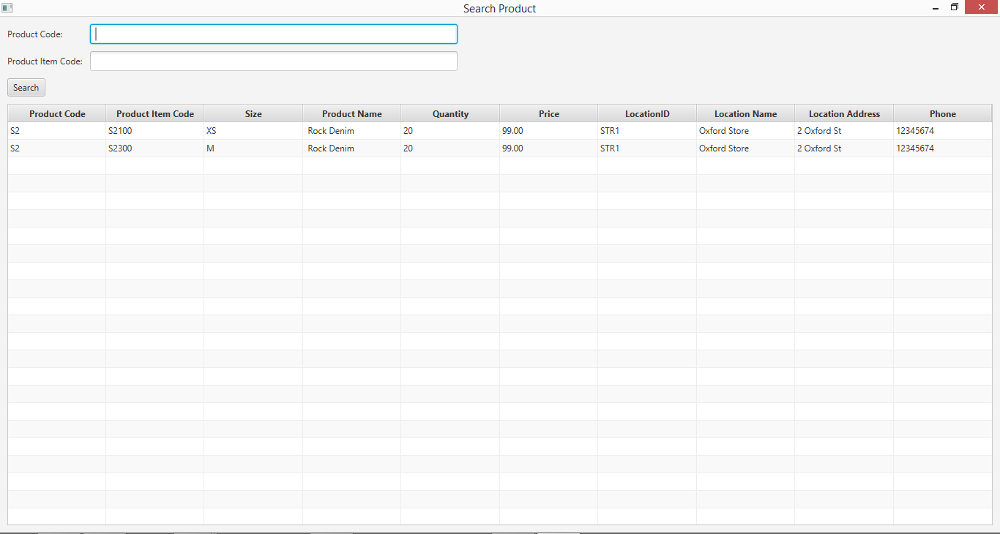 Search Product
Product Code:
Product Item Code:
Search
Product Code Product Item Code Size Product Name Quantity Price LocationID Location Name Location Address Phone
S2 S2100 XS Rock Denim 20 99.00 STR1 Oxford Store 2 Oxford St 12345674
S2 S2300 M Rock Denim 20 99.00 STR1 Oxford Store 2 Oxford St 12345674